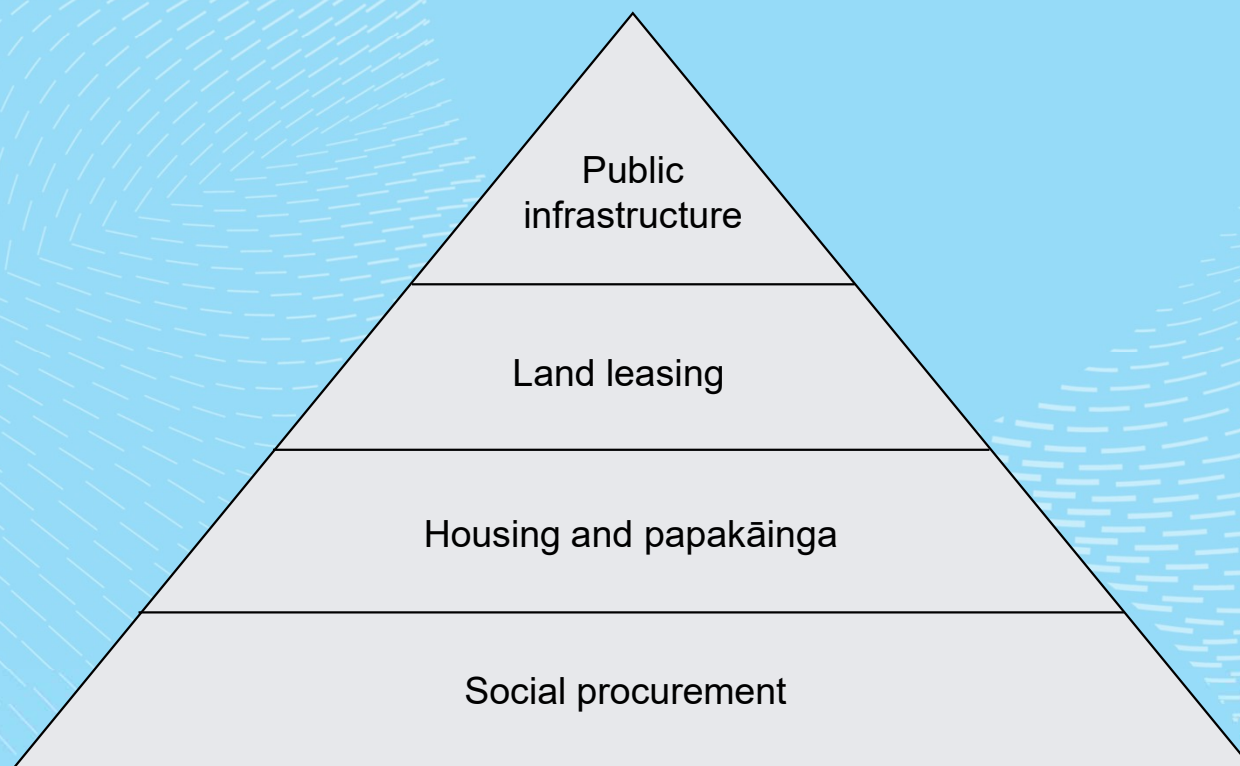 Public
infrastructure
Land leasing
Housing and papakāinga
Social procurement